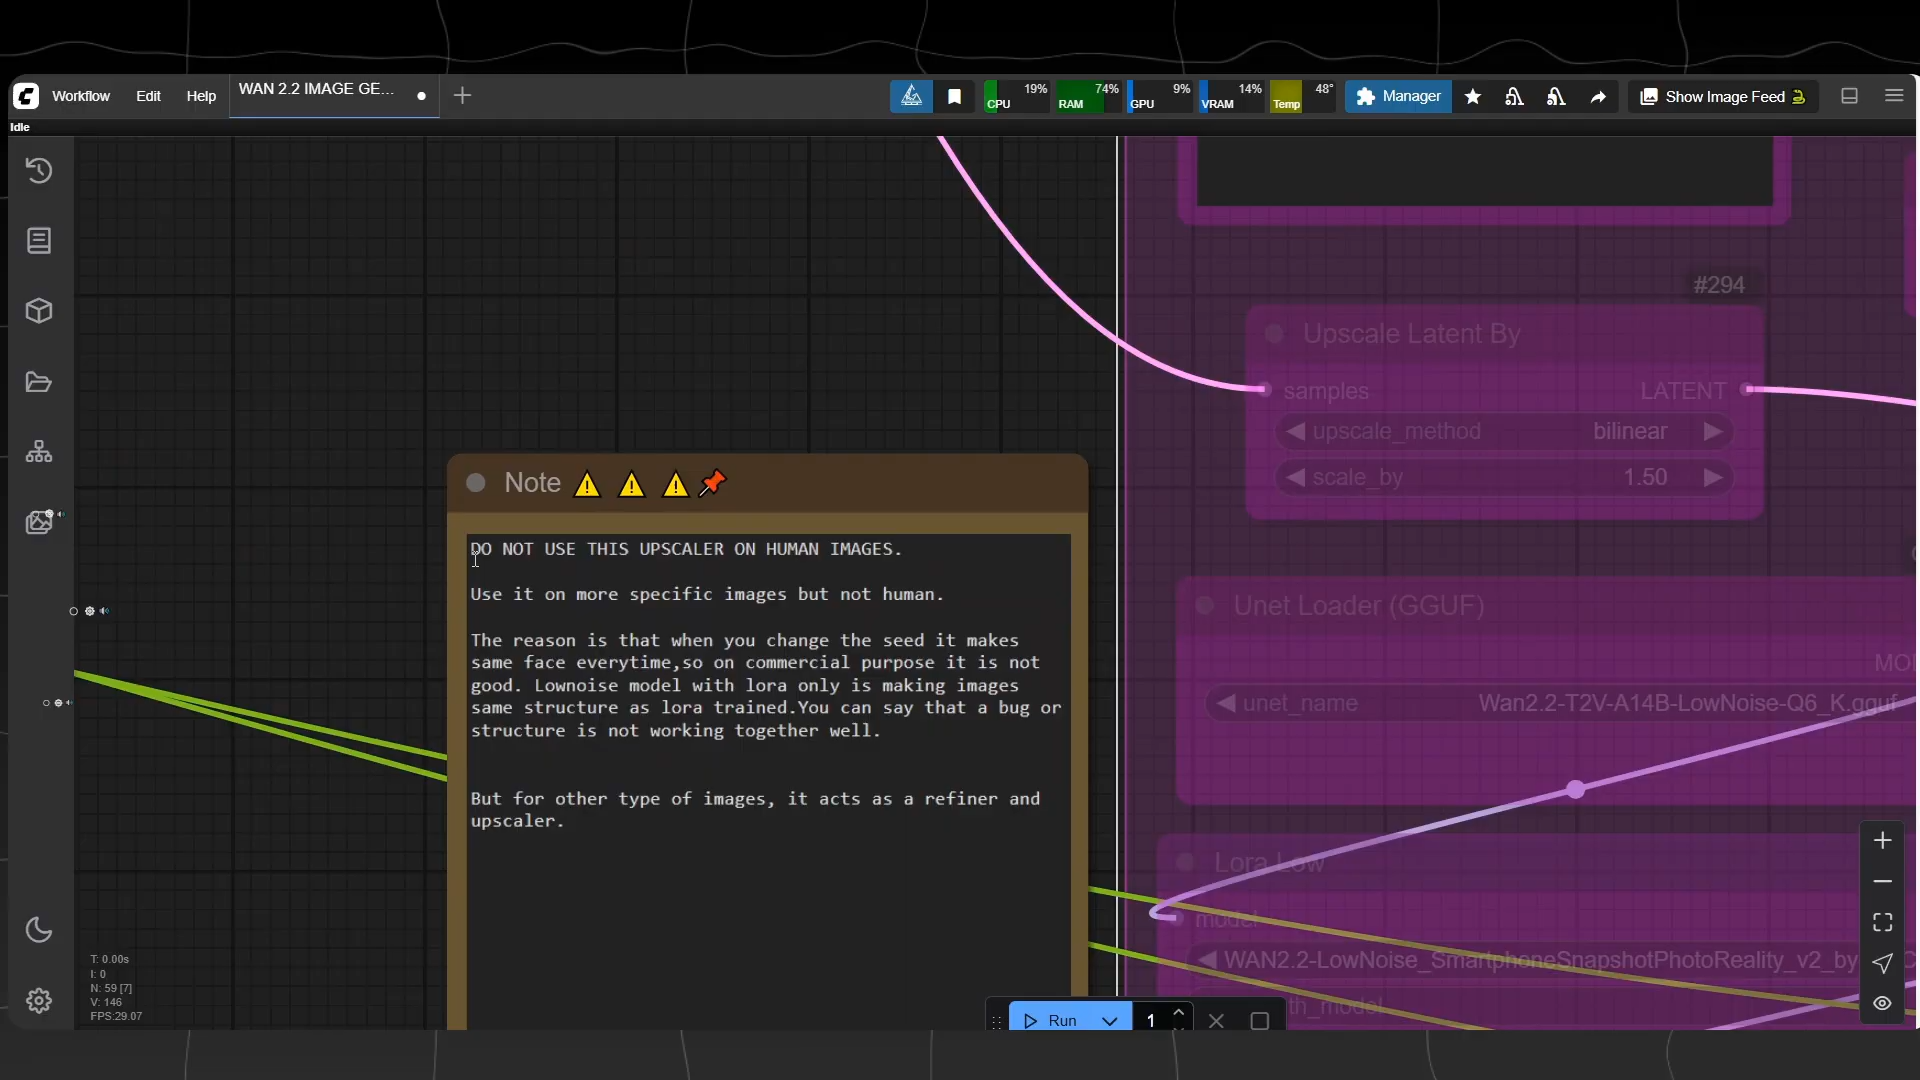 Workflow Edit Help WAN 2.2 IMAGE GE...
CPU 19% RAM 74% GPU 9% VRAM 14% Temp 48° Manager Show Image Feed
Idle
#294
Upscale Latent By
samples LATENT
upscale_method bilinear
scale_by 1.50
Note
DO NOT USE THIS UPSCALER ON HUMAN IMAGES.
Use it on more specific images but not human.
The reason is that when you change the seed it makes
same face everytime,so on commercial purpose it is not
good. Lownoise model with lora only is making images
same structure as lora trained.You can say that a bug or
structure is not working together well.
But for other type of images, it acts as a refiner and
upscaler.
Unet Loader (GGUF)
MO
unet_name Wan2.2-T2V-A14B-LowNoise-Q6_K.gguf
Lora Low
model
WAN2.2-LowNoise_SmartphoneSnapshotPhotoReality_v2_by
th_model
T: 0.00s
I: 0
N: 59 [7]
V: 146
FPS:29.07
Run 1